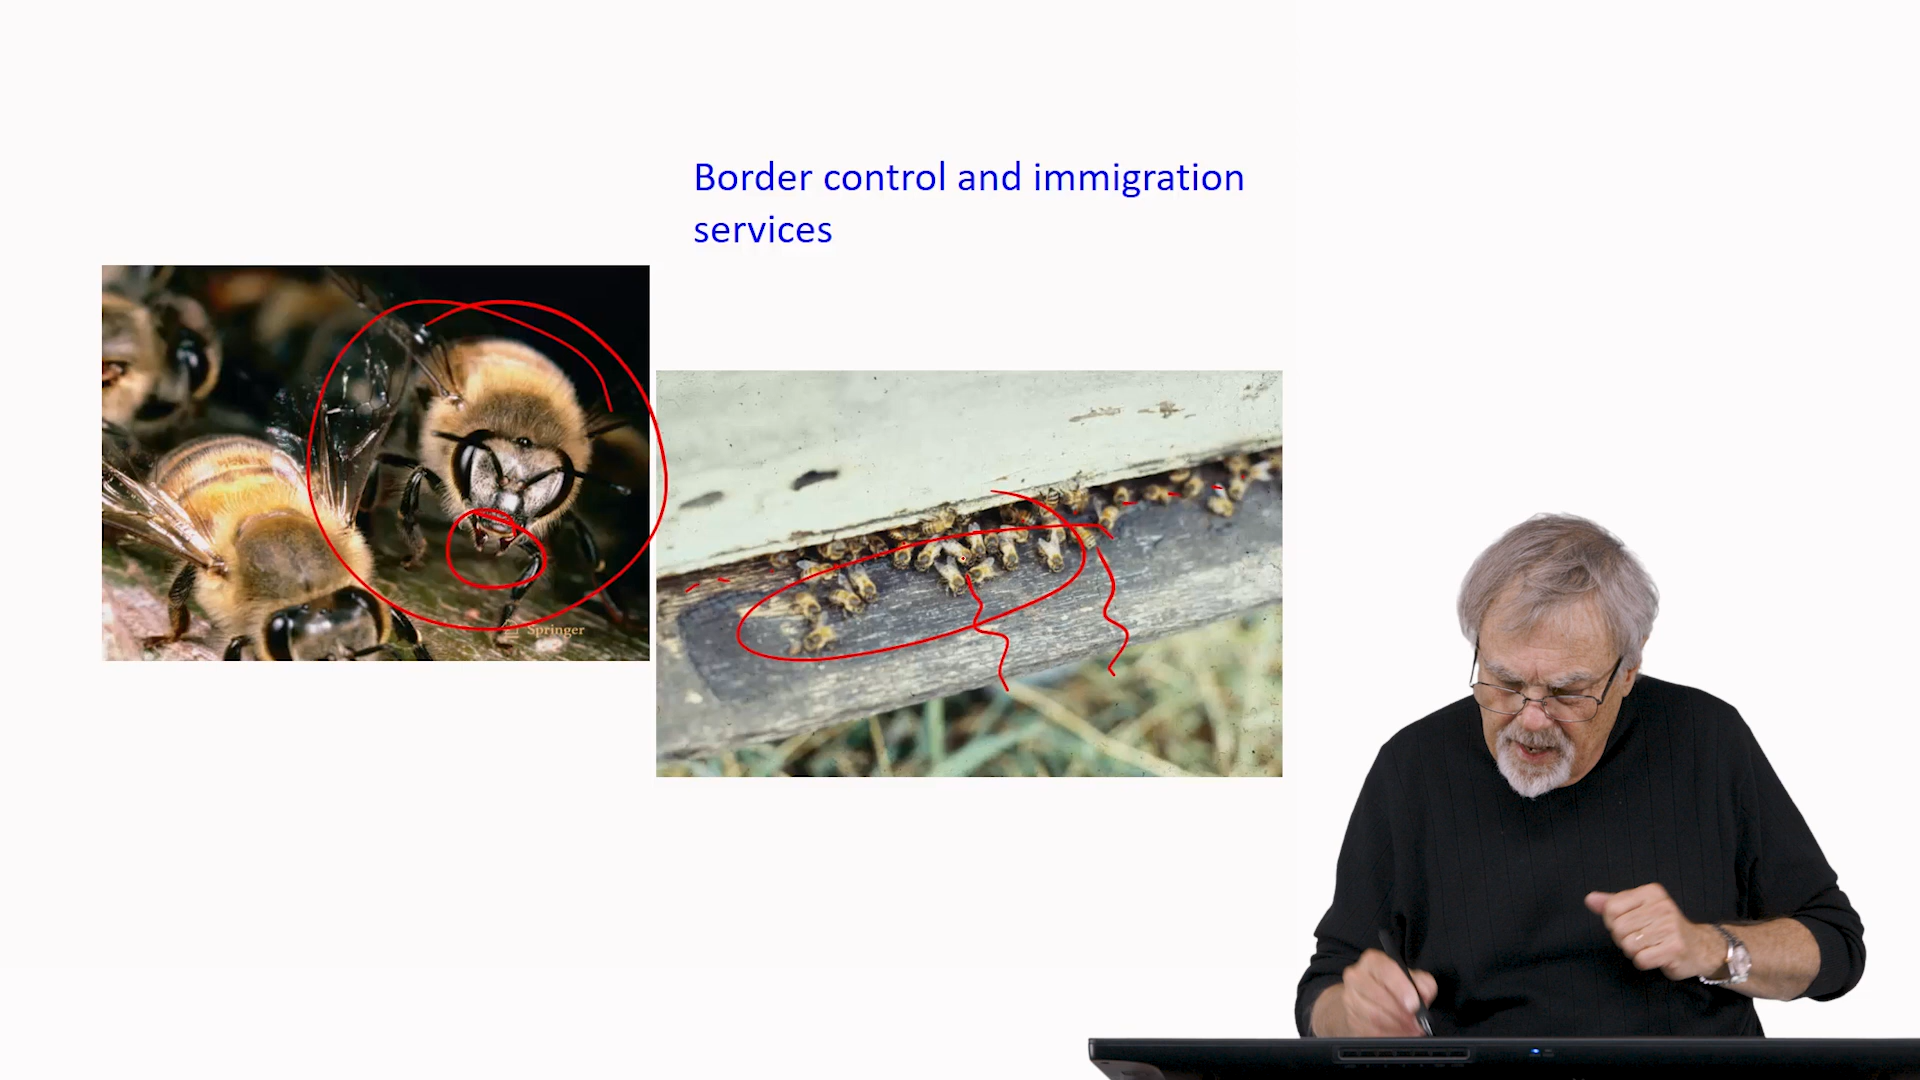 Border control and immigration
services
Springer